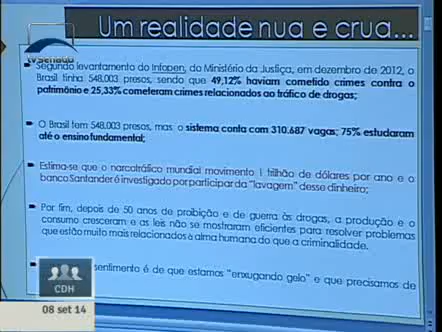 Um realidade nua e crua...
tv senado
Segundo levantamento do Infopen, do Ministério da Justiça, em dezembro de 2012, o
Brasil tinha 548.003 presos, sendo que 49,12% haviam cometido crimes contra o
patrimônio e 25,33% cometeram crimes relacionados ao tráfico de drogas;
O Brasil tem 548.003 presos, mas o sistema conta com 310.687 vagas; 75% estudaram
até o ensino fundamental;
Estima-se que o narcotráfico mundial movimento 1 trilhão de dólares por ano e o
banco Santander é investigado por participar da "lavagem" desse dinheiro;
Por fim, depois de 50 anos de proibição e de guerra às drogas, a produção e o
consumo cresceram e as leis não se mostraram eficientes para resolver problemas
que estão muito mais relacionados à alma humana do que a criminalidade.
sentimento é de que estamos "enxugando gelo" e que precisamos de
CDH
08 set 14